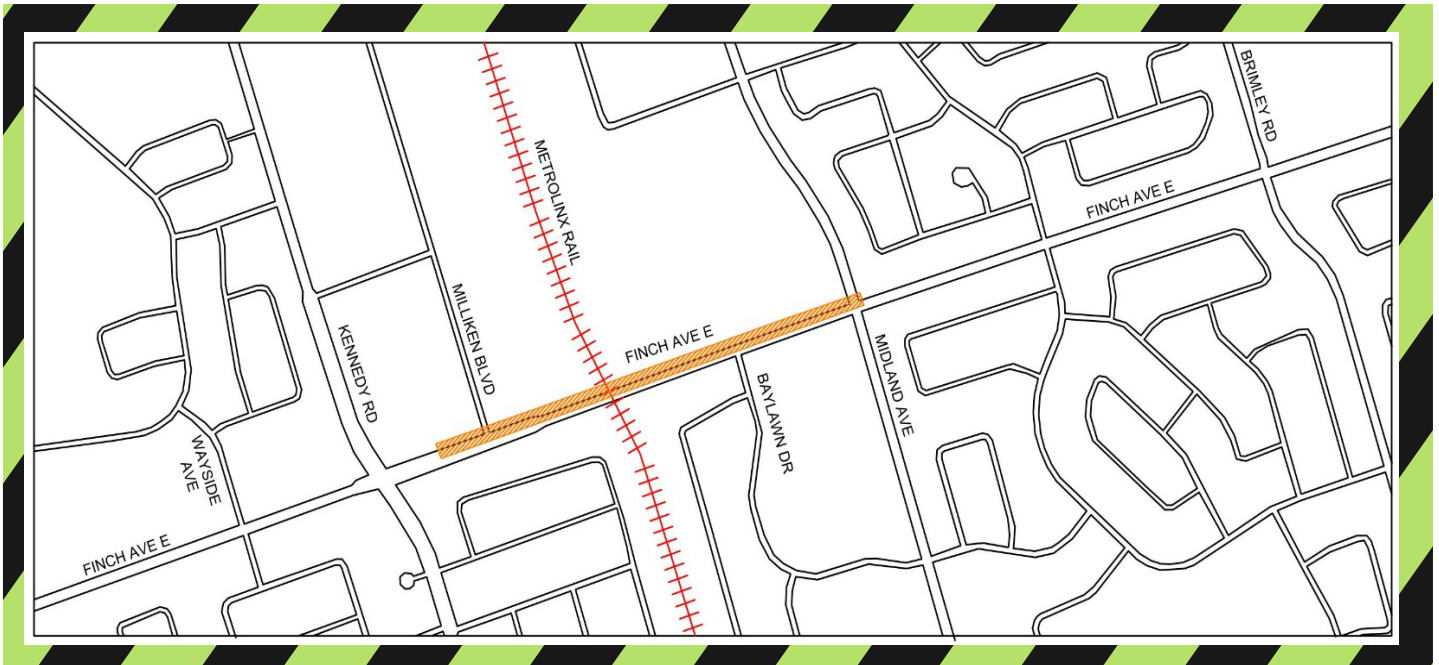 BRIMLEY RD
METROLINX RAIL
FINCH AVE E
MILLIKEN BLVD
KENNEDY RD
FINCH AVE E
MIDLAND AVE
BAYLAWN DR
WAYSIDE
AVE
FINCH AVE E